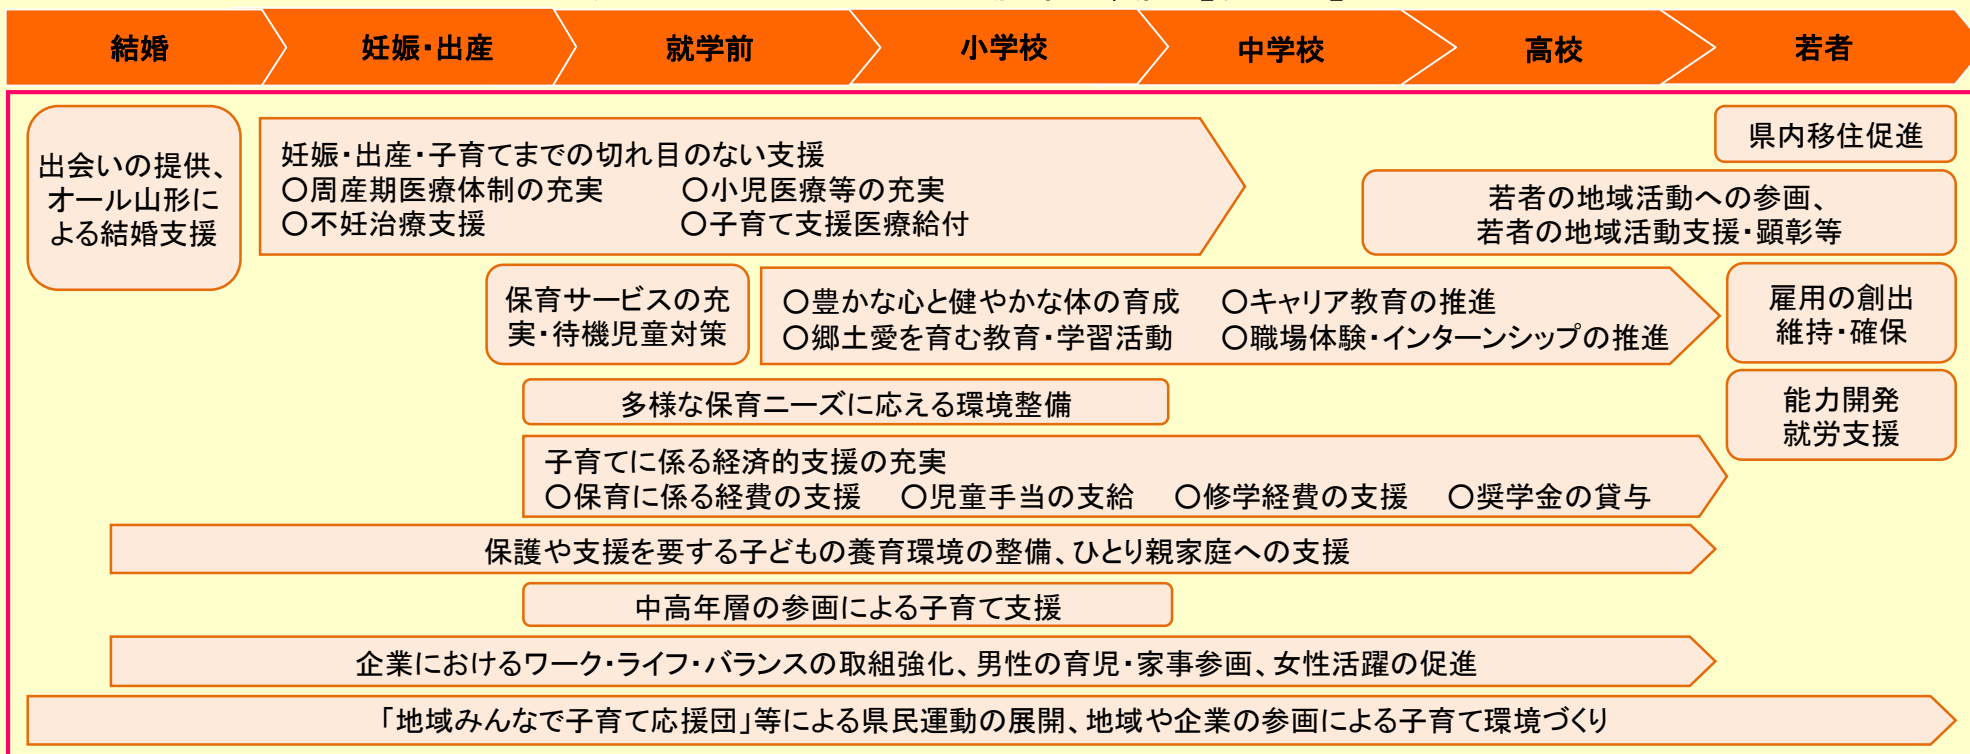 結婚
妊娠・出産
就学前
小学校
中学校
高校
若者
出会いの提供、
オール山形に
よる結婚支援
妊娠・出産・子育てまでの切れ目のない支援
〇周産期医療体制の充実 〇小児医療等の充実
〇不妊治療支援 〇子育て支援医療給付
県内移住促進
若者の地域活動への参画、
若者の地域活動支援・顕彰等
保育サービスの充
実・待機児童対策
〇豊かな心と健やかな体の育成 〇キャリア教育の推進
〇郷土愛を育む教育・学習活動 〇職場体験・インターンシップの推進
雇用の創出
維持・確保
多様な保育ニーズに応える環境整備
能力開発
就労支援
子育てに係る経済的支援の充実
〇保育に係る経費の支援 〇児童手当の支給 〇修学経費の支援 〇奨学金の貸与
保護や支援を要する子どもの養育環境の整備、ひとり親家庭への支援
中高年層の参画による子育て支援
企業におけるワーク・ライフ・バランスの取組強化、男性の育児・家事参画、女性活躍の促進
「地域みんなで子育て応援団」等による県民運動の展開、地域や企業の参画による子育て環境づくり